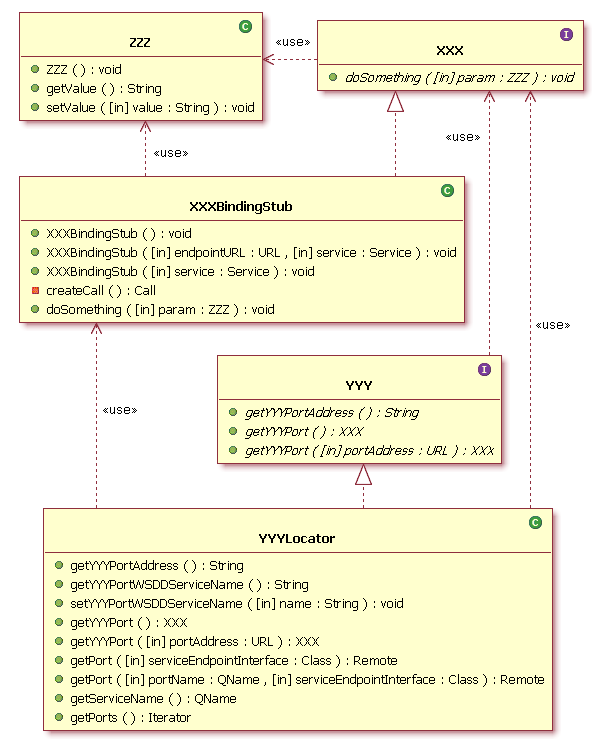 C
ZZZ
ZZZ ( ) : void
getValue ( ) : String
setValue ( [in] value : String ) : void
«use»
I
XXX
doSomething ( [in] param : ZZZ ) : void
«use»
«use»
C
XXXBindingStub
XXXBindingStub ( ) : void
XXXBindingStub ( [in] endpointURL : URL , [in] service : Service ) : void
XXXBindingStub ( [in] service : Service ) : void
createCall ( ) : Call
doSomething ( [in] param : ZZZ ) : void
«use»
I
YYY
getYYYPortAddress ( ) : String
getYYYPort ( ) : XXX
getYYYPort ( [in] portAddress : URL ) : XXX
«use»
C
YYYLocator
getYYYPortAddress ( ) : String
getYYYPortWSDDServiceName ( ) : String
setYYYPortWSDDServiceName ( [in] name : String ) : void
getYYYPort ( ) : XXX
getYYYPort ( [in] portAddress : URL ) : XXX
getPort ( [in] serviceEndpointInterface : Class ) : Remote
getPort ( [in] portName : QName , [in] serviceEndpointInterface : Class ) : Remote
getServiceName ( ) : QName
getPorts ( ) : Iterator